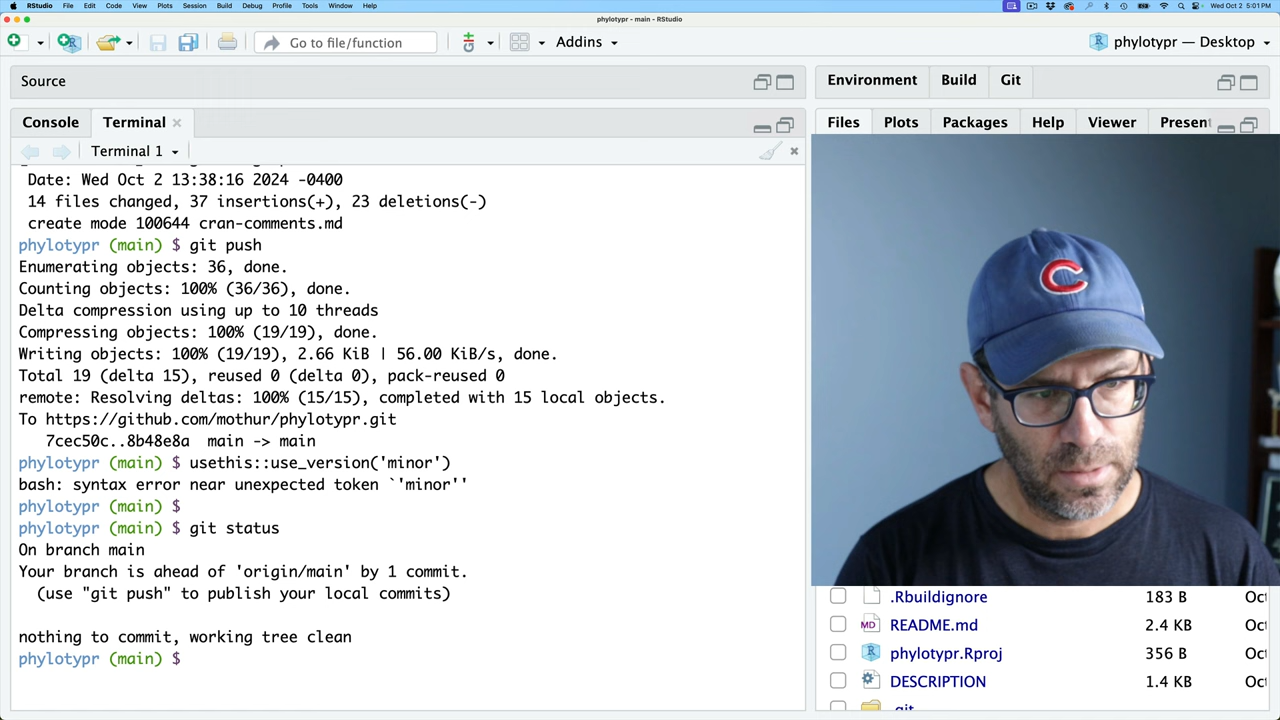 RStudio File Edit Code View Plots Session Build Debug Profile Tools Window Help
Wed Oct 2 5:01 PM
phylotypr - main - RStudio
Go to file/function
Addins
phylotypr — Desktop
Source
Environment Build Git
Console Terminal
Files Plots Packages Help Viewer Present
Terminal 1
Date: Wed Oct 2 13:38:16 2024 -0400
14 files changed, 37 insertions(+), 23 deletions(-)
create mode 100644 cran-comments.md
phylotypr (main) $ git push
Enumerating objects: 36, done.
Counting objects: 100% (36/36), done.
Delta compression using up to 10 threads
Compressing objects: 100% (19/19), done.
Writing objects: 100% (19/19), 2.66 KiB | 56.00 KiB/s, done.
Total 19 (delta 15), reused 0 (delta 0), pack-reused 0
remote: Resolving deltas: 100% (15/15), completed with 15 local objects.
To https://github.com/mothur/phylotypr.git
7cec50c..8b48e8a main -> main
phylotypr (main) $ usethis::use_version('minor')
bash: syntax error near unexpected token `'minor''
phylotypr (main) $
phylotypr (main) $ git status
On branch main
Your branch is ahead of 'origin/main' by 1 commit.
(use "git push" to publish your local commits)
nothing to commit, working tree clean
phylotypr (main) $
C
.Rbuildignore 183 B Oct
MD README.md 2.4 KB Oct
phylotypr.Rproj 356 B Oct
DESCRIPTION 1.4 KB Oct
.git